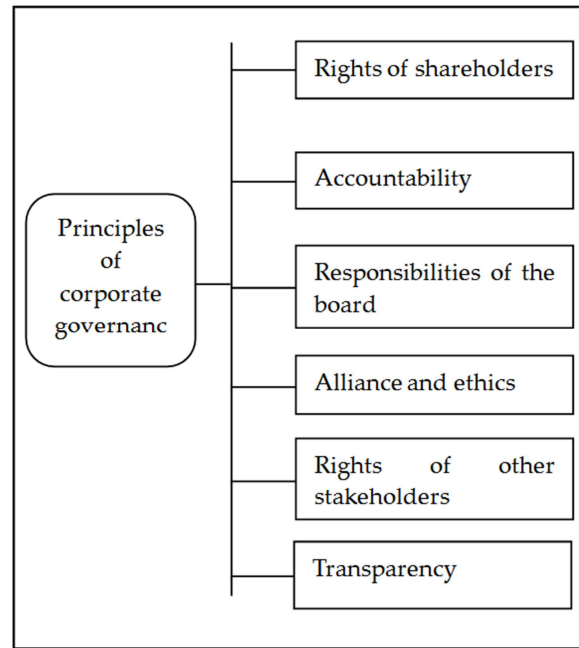 Rights of shareholders
Accountability
Principles
of
corporate
governanc
Responsibilities of the
board
Alliance and ethics
Rights of other
stakeholders
Transparency